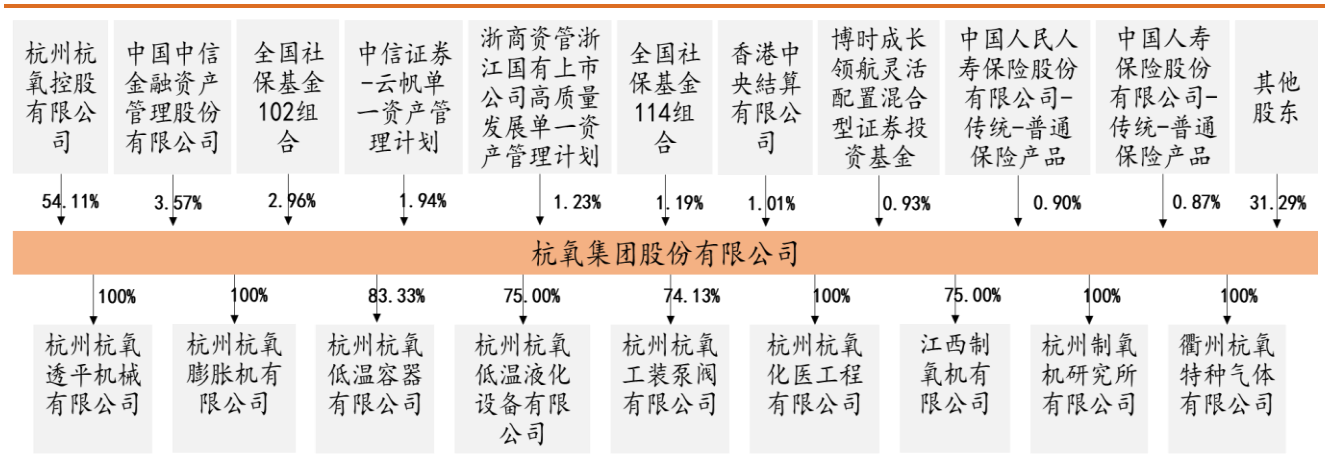 杭州杭
氧控股
有限公
司
中国中信
金融资产
管理股份
有限公司
全国社
保基金
102组
合
中信证券
-云帆单
一资产管
理计划
浙商资管浙
江国有上市
公司高质量
发展单一资
产管理计划
全国社
保基金
114组
合
香港中
央结算
有限公
司
博时成长
领航灵活
配置混合
型证券投
资基金
中国人民人
寿保险股份
有限公司-
传统-普通
保险产品
中国人寿
保险股份
有限公司-
传统-普通
保险产品
其他
股东
54.11%
3.57%
2.96%
1.94%
1.23%
1.19%
1.01%
0.93%
0.90%
0.87%
31.29%
杭氧集团股份有限公司
100%
100%
83.33%
75.00%
74.13%
100%
75.00%
100%
100%
杭州杭氧
透平机械
有限公司
杭州杭氧
膨胀机有
限公司
杭州杭氧
低温容器
有限公司
杭州杭氧
低温液化
设备有限
公司
杭州杭氧
工装泵阀
有限公司
杭州杭氧
化医工程
有限公司
江西制
氧机有
限公司
杭州制氧
机研究所
有限公司
衢州杭氧
特种气体
有限公司